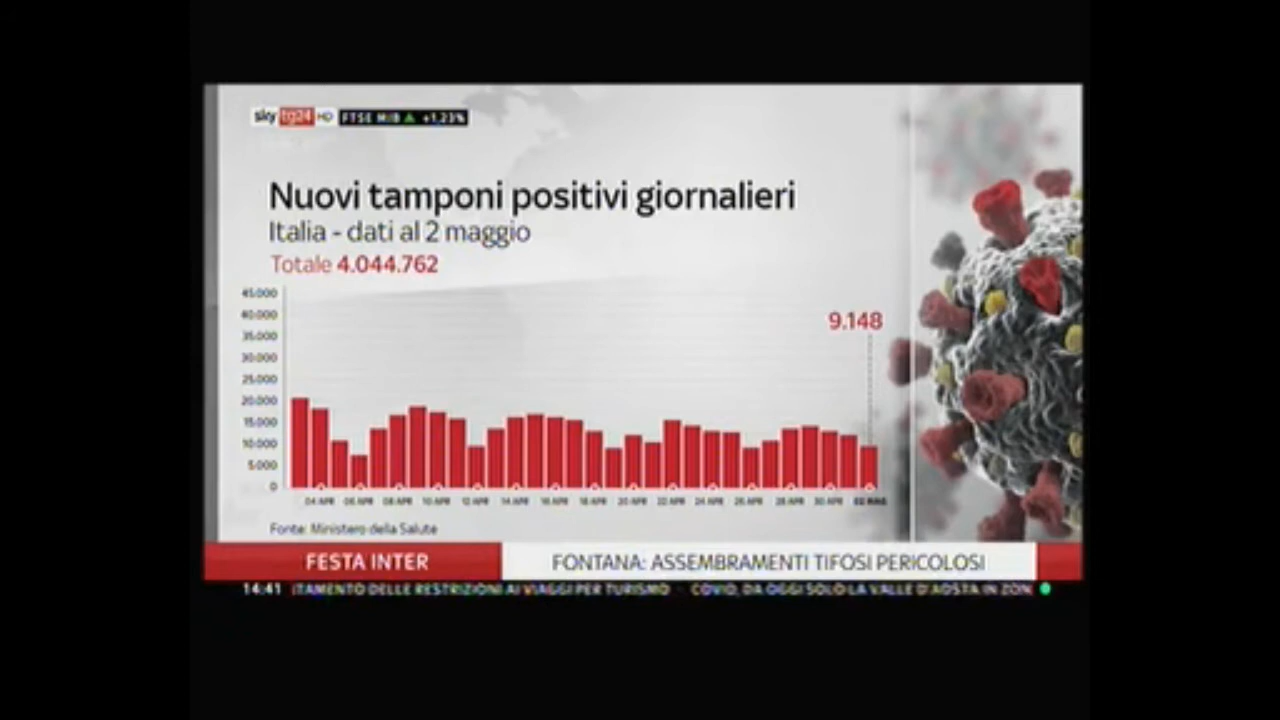 sky tg24 HD FTSE MIB ▲ +1,23%
Nuovi tamponi positivi giornalieri
Italia - dati al 2 maggio
Totale 4.044.762
45.000
40.000
35.000
30.000
25.000
20.000
15.000
10.000
5.000
0
9.148
04 APR 06 APR 08 APR 10 APR 12 APR 14 APR 16 APR 18 APR 20 APR 22 APR 24 APR 26 APR 28 APR 30 APR 02 MAG
Fonte: Ministero della Salute
FESTA INTER FONTANA: ASSEMBRAMENTI TIFOSI PERICOLOSI
14:41 ITAMENTO DELLE RESTRIZIONI AI VIAGGI PER TURISMO - COVID, DA OGGI SOLO LA VALLE D'AOSTA IN ZON